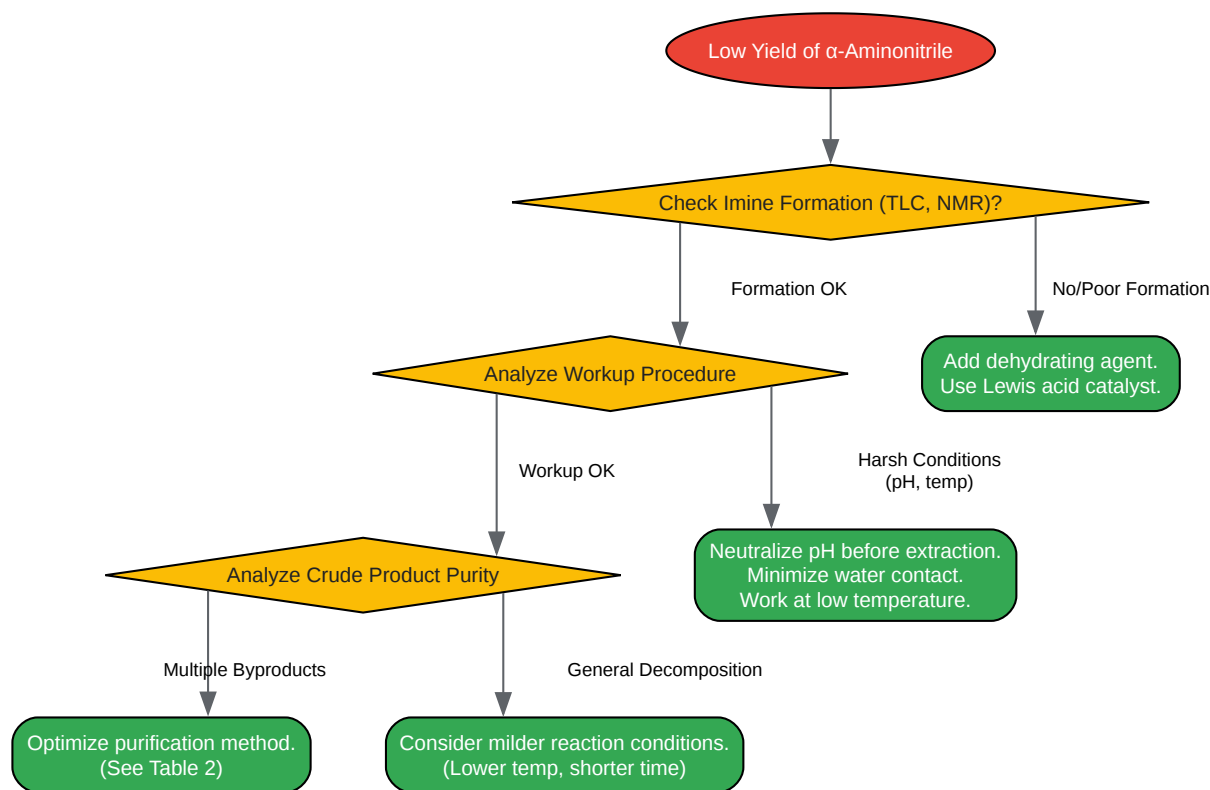 Low Yield of α-Aminonitrile
Check Imine Formation (TLC, NMR)?
Formation OK
No/Poor Formation
Analyze Workup Procedure
Add dehydrating agent.
Use Lewis acid catalyst.
Workup OK
Harsh Conditions
(pH, temp)
Analyze Crude Product Purity
Neutralize pH before extraction.
Minimize water contact.
Work at low temperature.
Multiple Byproducts
General Decomposition
Optimize purification method.
(See Table 2)
Consider milder reaction conditions.
(Lower temp, shorter time)